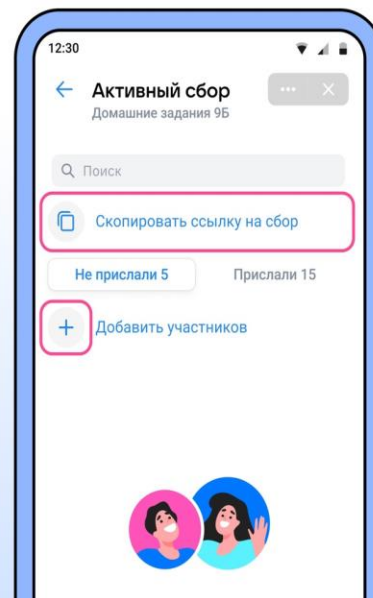 12:30
Активный сбор
Домашние задания 9Б
Поиск
Скопировать ссылку на сбор
Не прислали 5 Прислали 15
Добавить участников